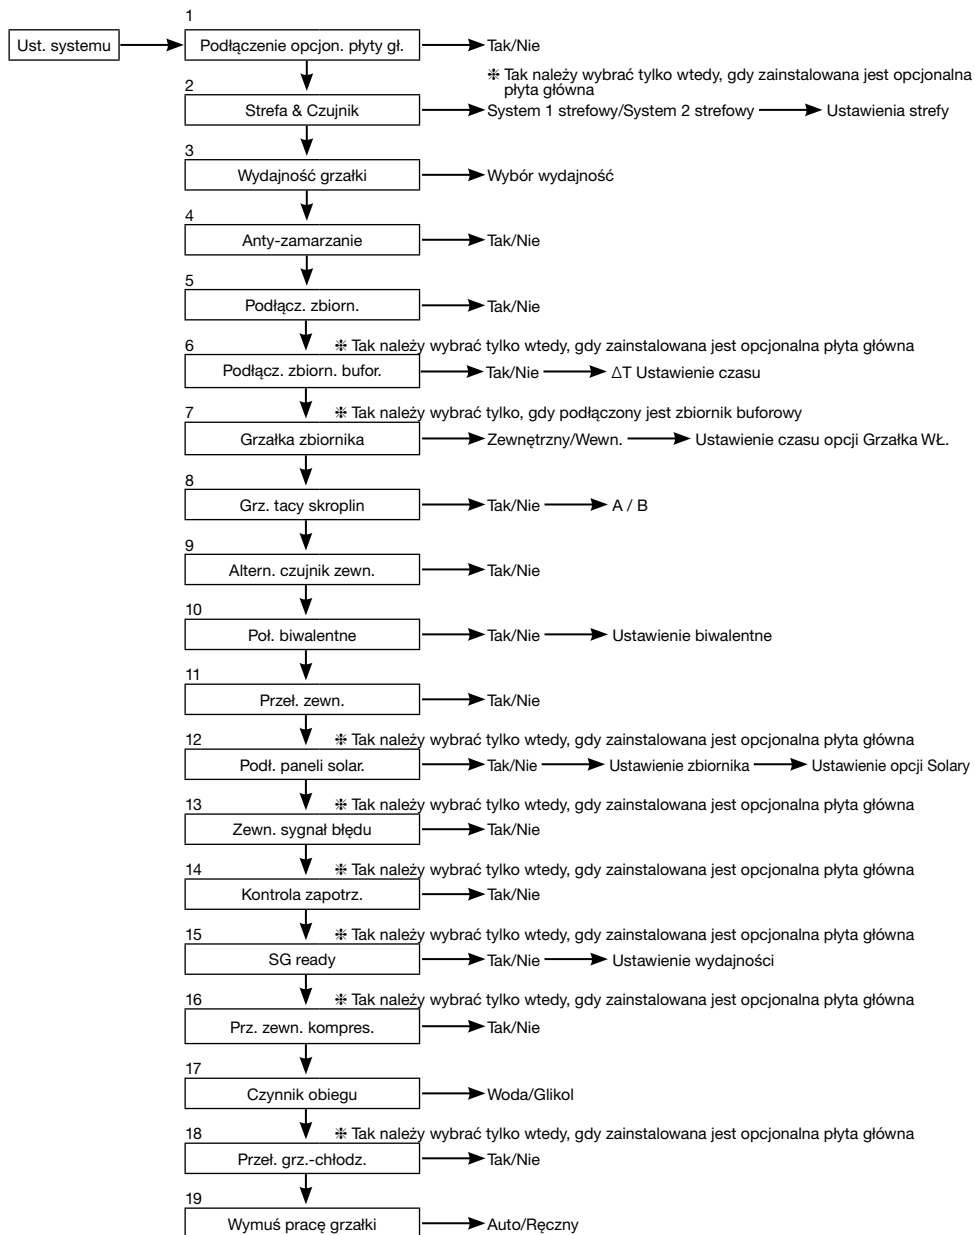 1
Ust. systemu
Podłączenie opcjon. płyty gł.
Tak/Nie
❈ Tak należy wybrać tylko wtedy, gdy zainstalowana jest opcjonalna
płyta główna
2
Strefa & Czujnik
System 1 strefowy/System 2 strefowy
Ustawienia strefy
3
Wydajność grzałki
Wybór wydajność
4
Anty-zamarzanie
Tak/Nie
5
Podłącz. zbiorn.
Tak/Nie
6
❈ Tak należy wybrać tylko wtedy, gdy zainstalowana jest opcjonalna płyta główna
Podłącz. zbiorn. bufor.
Tak/Nie
ΔT Ustawienie czasu
7
❈ Tak należy wybrać tylko, gdy podłączony jest zbiornik buforowy
Grzałka zbiornika
Zewnętrzny/Wewn.
Ustawienie czasu opcji Grzałka WŁ.
8
Grz. tacy skroplin
Tak/Nie
A / B
9
Altern. czujnik zewn.
Tak/Nie
10
Poł. biwalentne
Tak/Nie
Ustawienie biwalentne
11
Przeł. zewn.
Tak/Nie
12
❈ Tak należy wybrać tylko wtedy, gdy zainstalowana jest opcjonalna płyta główna
Podł. paneli solar.
Tak/Nie
Ustawienie zbiornika
Ustawienie opcji Solary
13
❈ Tak należy wybrać tylko wtedy, gdy zainstalowana jest opcjonalna płyta główna
Zewn. sygnał błędu
Tak/Nie
14
❈ Tak należy wybrać tylko wtedy, gdy zainstalowana jest opcjonalna płyta główna
Kontrola zapotrz.
Tak/Nie
15
❈ Tak należy wybrać tylko wtedy, gdy zainstalowana jest opcjonalna płyta główna
SG ready
Tak/Nie
Ustawienie wydajności
16
❈ Tak należy wybrać tylko wtedy, gdy zainstalowana jest opcjonalna płyta główna
Prz. zewn. kompres.
Tak/Nie
17
Czynnik obiegu
Woda/Glikol
18
❈ Tak należy wybrać tylko wtedy, gdy zainstalowana jest opcjonalna płyta główna
Przeł. grz.-chłodz.
Tak/Nie
19
Wymuś pracę grzałki
Auto/Ręczny